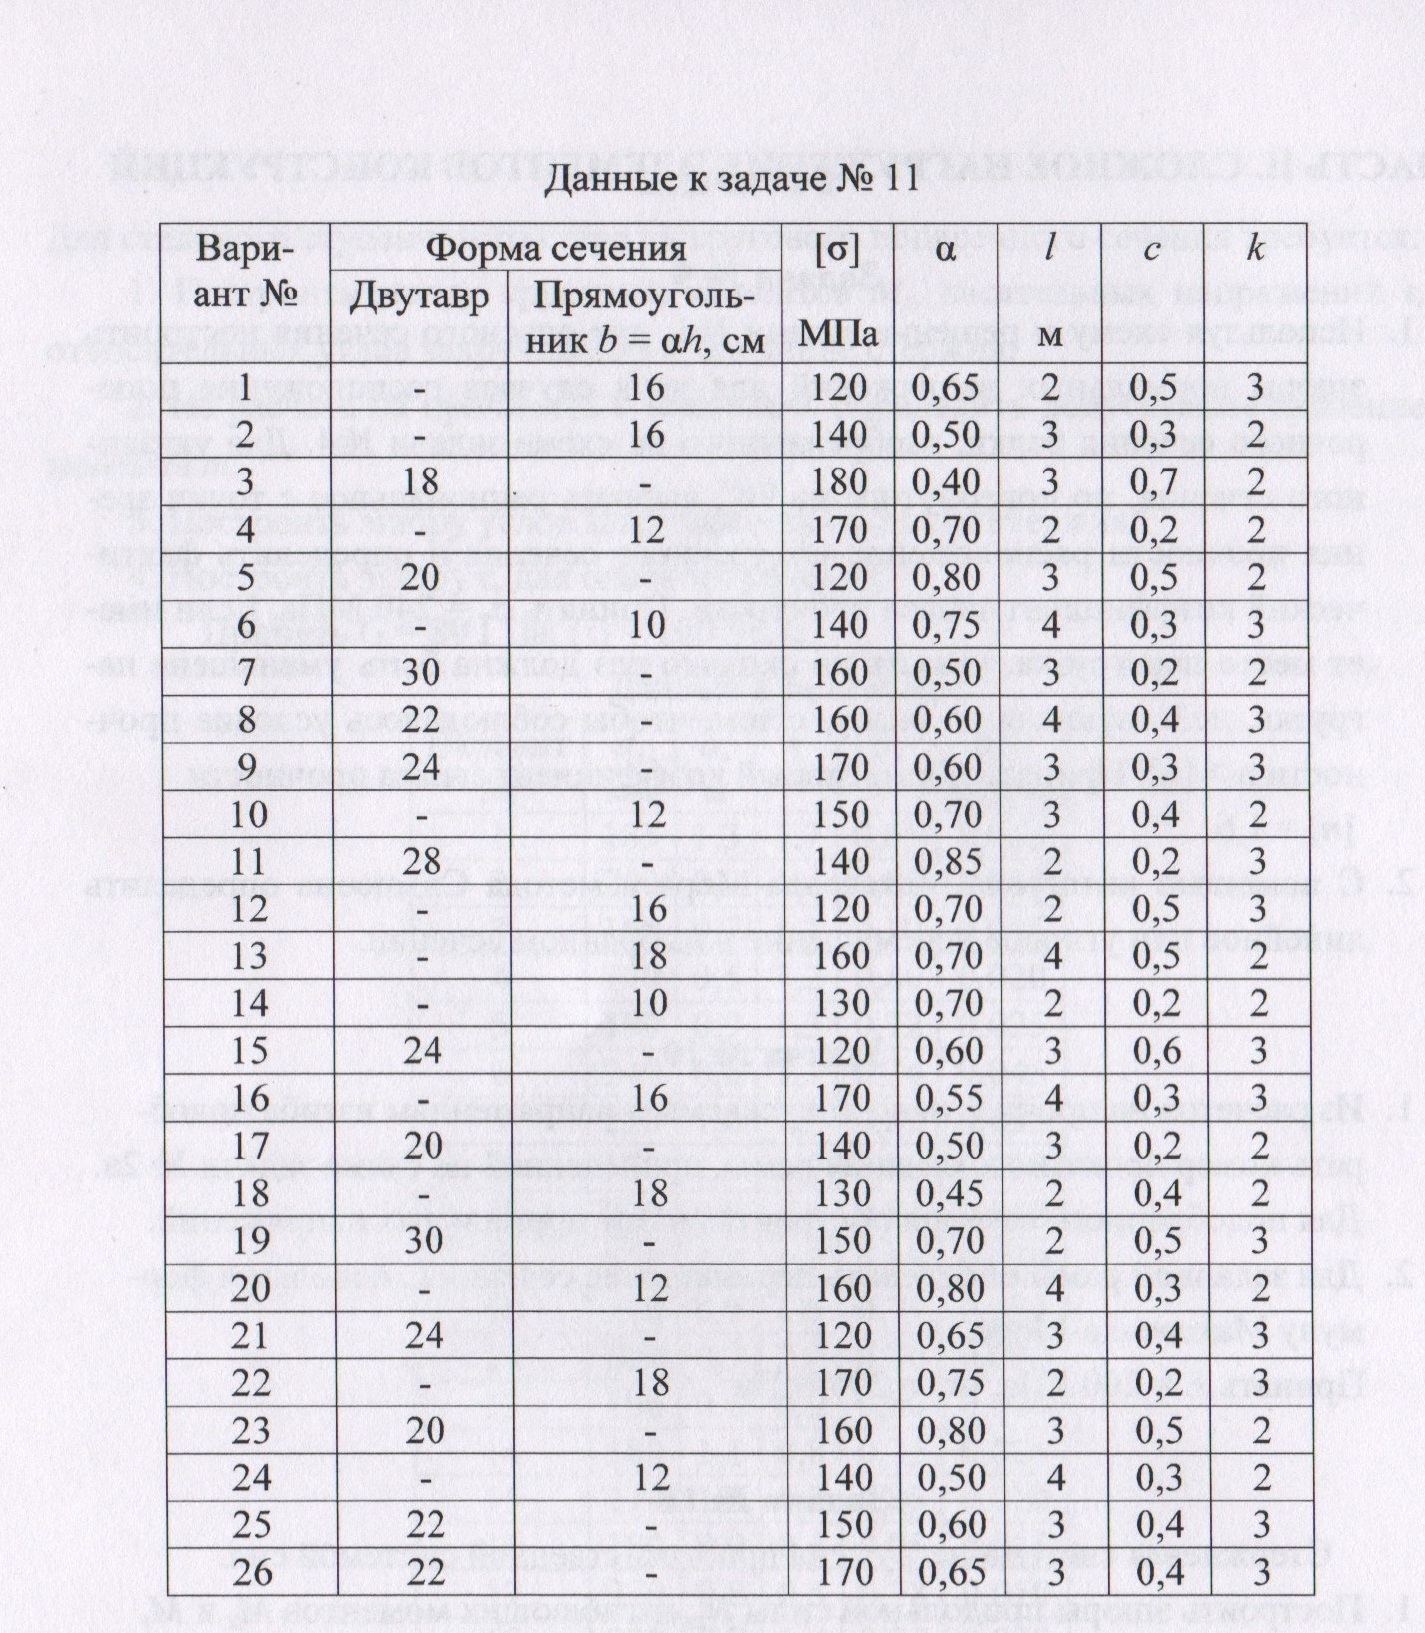 Данные к задаче № 11
Вари-ант № Форма сечения [σ] α l c k
Двутавр Прямоуголь-ник b = αh, см МПа м
1 - 16 120 0,65 2 0,5 3
2 - 16 140 0,50 3 0,3 2
3 18 - 180 0,40 3 0,7 2
4 - 12 170 0,70 2 0,2 2
5 20 - 120 0,80 3 0,5 2
6 - 10 140 0,75 4 0,3 3
7 30 - 160 0,50 3 0,2 2
8 22 - 160 0,60 4 0,4 3
9 24 - 170 0,60 3 0,3 3
10 - 12 150 0,70 3 0,4 2
11 28 - 140 0,85 2 0,2 3
12 - 16 120 0,70 2 0,5 3
13 - 18 160 0,70 4 0,5 2
14 - 10 130 0,70 2 0,2 2
15 24 - 120 0,60 3 0,6 3
16 - 16 170 0,55 4 0,3 3
17 20 - 140 0,50 3 0,2 2
18 - 18 130 0,45 2 0,4 2
19 30 - 150 0,70 2 0,5 3
20 - 12 160 0,80 4 0,3 2
21 24 - 120 0,65 3 0,4 3
22 - 18 170 0,75 2 0,2 3
23 20 - 160 0,80 3 0,5 2
24 - 12 140 0,50 4 0,3 2
25 22 - 150 0,60 3 0,4 3
26 22 - 170 0,65 3 0,4 3